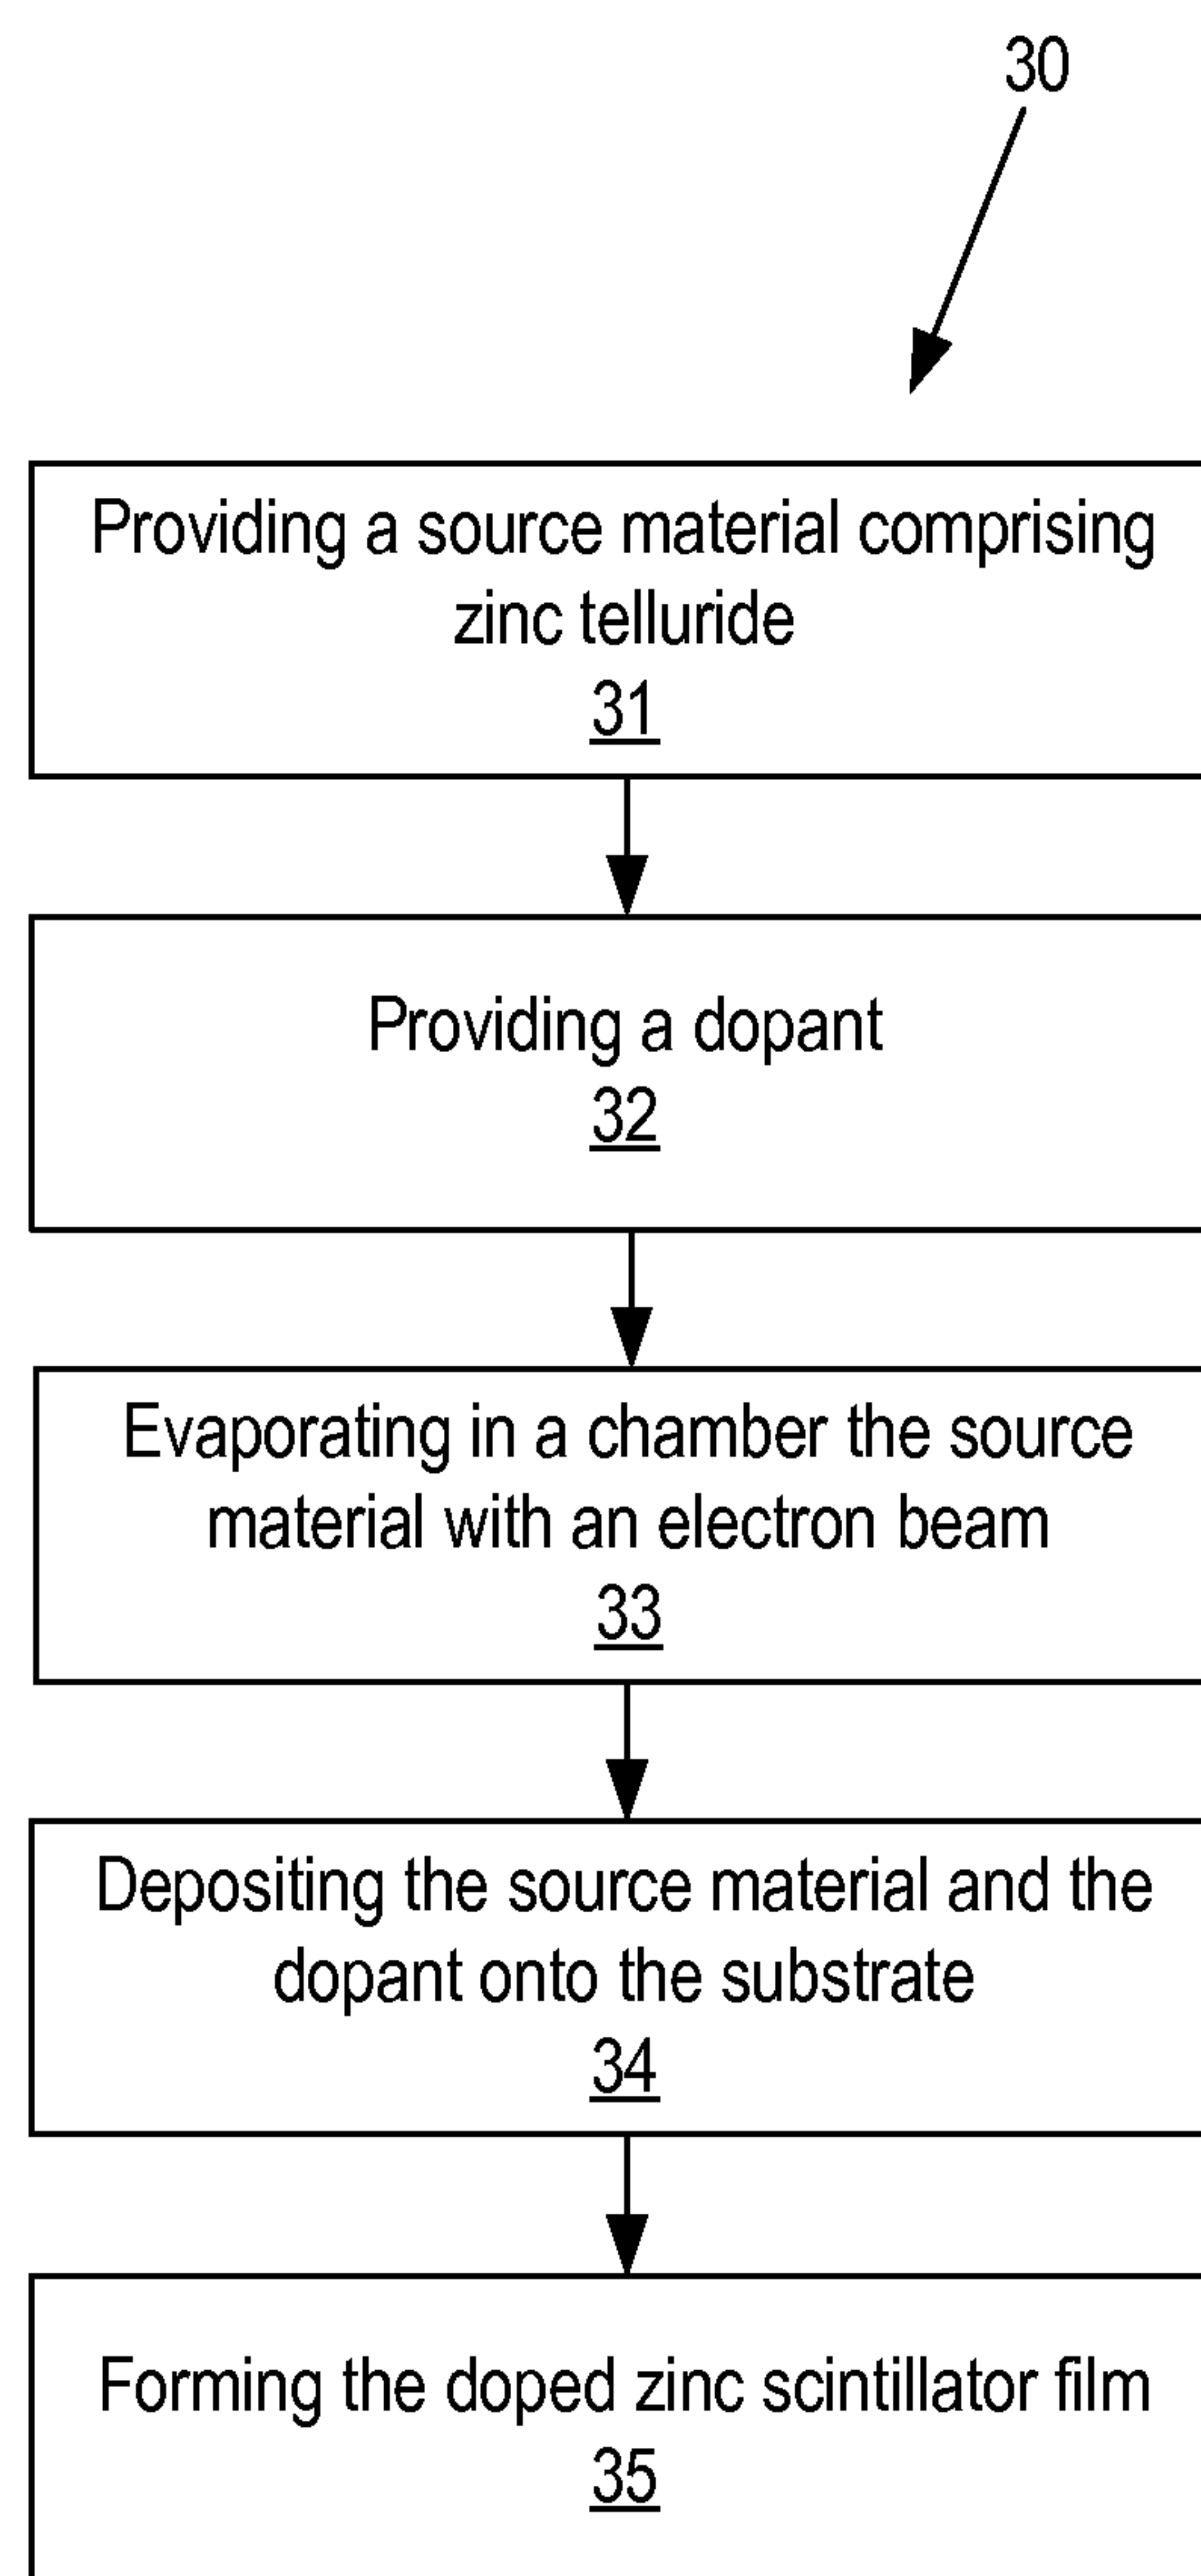 30
Providing a source material comprising
zinc telluride
31
Providing a dopant
32
Evaporating in a chamber the source
material with an electron beam
33
Depositing the source material and the
dopant onto the substrate
34
Forming the doped zinc scintillator film
35